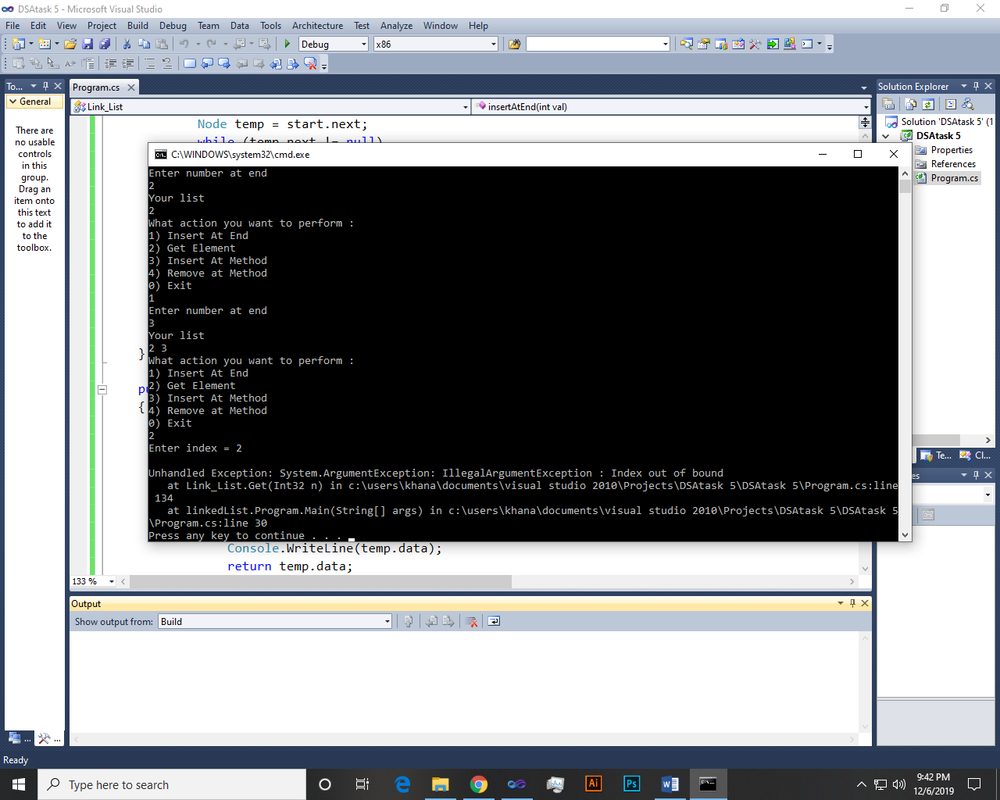 DSAtask 5 - Microsoft Visual Studio
File Edit View Project Build Debug Team Data Tools Architecture Test Analyze Window Help
Debug x86
To...
General
There are
no usable
controls
in this
group.
Drag an
item onto
this text
to add it
to the
toolbox.
Program.cs
Link_List insertAtEnd(int val)
Node temp = start.next;
while (temp.next != null)
C:\WINDOWS\system32\cmd.exe
Enter number at end
2
Your list
2
What action you want to perform :
1) Insert At End
2) Get Element
3) Insert At Method
4) Remove at Method
0) Exit
1
Enter number at end
3
Your list
2 3
What action you want to perform :
1) Insert At End
2) Get Element
3) Insert At Method
4) Remove at Method
0) Exit
2
Enter index = 2
Unhandled Exception: System.ArgumentException: IllegalArgumentException : Index out of bound
at Link_List.Get(Int32 n) in c:\users\khana\documents\visual studio 2010\Projects\DSAtask 5\DSAtask 5\Program.cs:line
134
at linkedList.Program.Main(String[] args) in c:\users\khana\documents\visual studio 2010\Projects\DSAtask 5\DSAtask 5
\Program.cs:line 30
Press any key to continue . . .
}
pu
{
Console.WriteLine(temp.data);
return temp.data;
133 %
Output
Show output from: Build
Solution Explorer
Solution 'DSAtask 5' (1
DSAtask 5
Properties
References
Program.cs
Te... Cl...
es
... ...
Ready
Type here to search
Ai
Ps
9:42 PM
12/6/2019